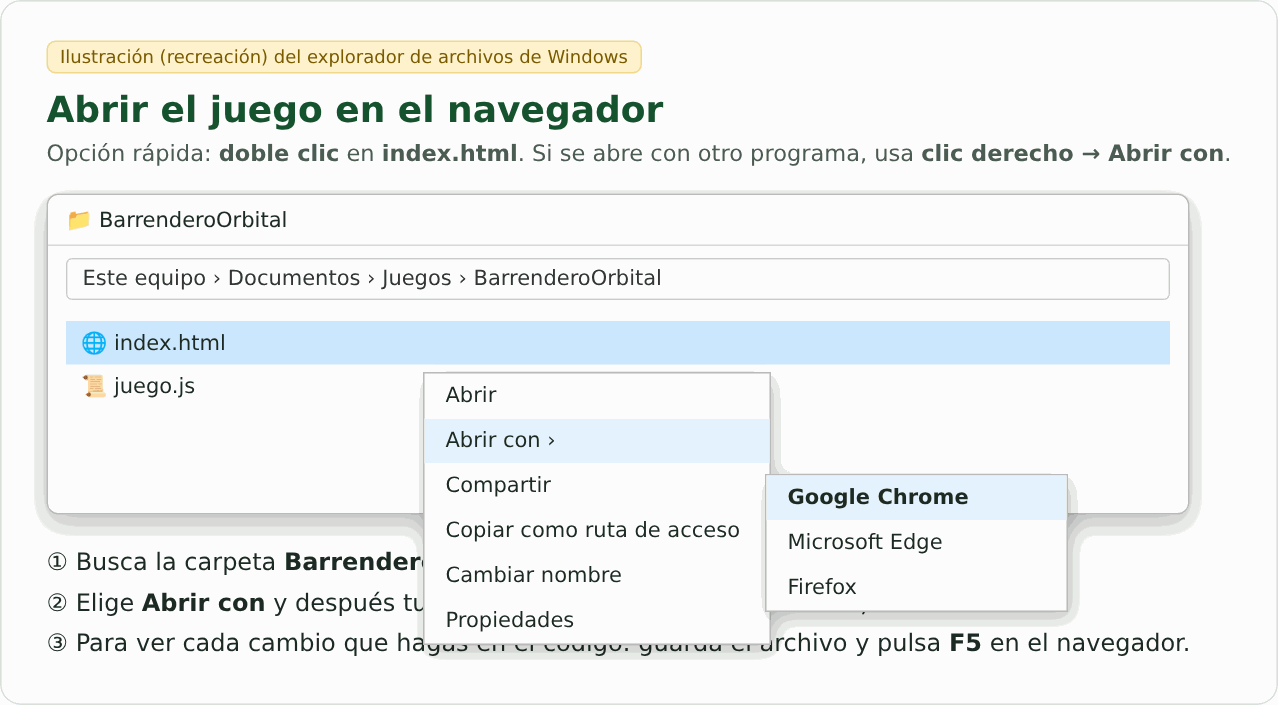 Ilustración (recreación) del explorador de archivos de Windows
Abrir el juego en el navegador
Opción rápida: doble clic en index.html. Si se abre con otro programa, usa clic derecho → Abrir con.
BarrenderoOrbital
Este equipo › Documentos › Juegos › BarrenderoOrbital
index.html
juego.js
Abrir
Abrir con ›
Compartir
Copiar como ruta de acceso
Cambiar nombre
Propiedades
Google Chrome
Microsoft Edge
Firefox
① Busca la carpeta
② Elige Abrir con y después
③ Para ver cada cambio que hagas en el código: guarda el archivo y pulsa F5 en el navegador.